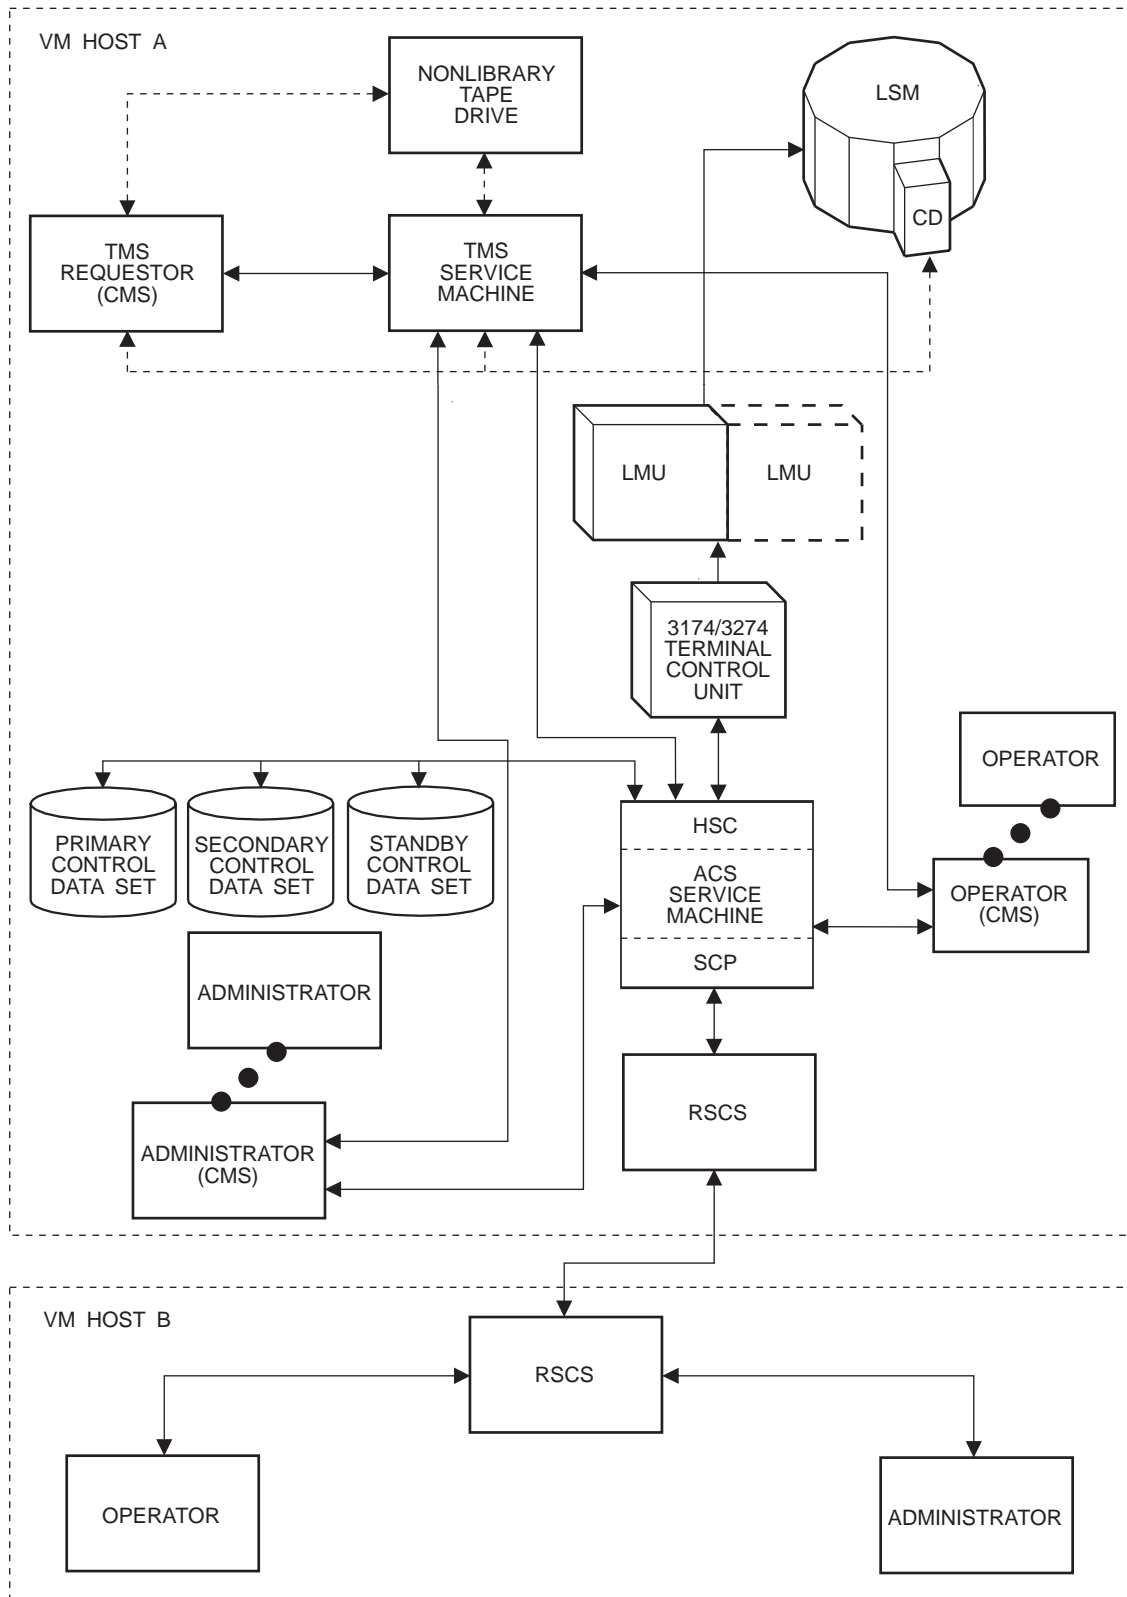 VM HOST A
NONLIBRARY
TAPE
DRIVE
LSM
CD
TMS
REQUESTOR
(CMS)
TMS
SERVICE
MACHINE
LMU
LMU
3174/3274
TERMINAL
CONTROL
UNIT
OPERATOR
PRIMARY
CONTROL
DATA SET
SECONDARY
CONTROL
DATA SET
STANDBY
CONTROL
DATA SET
HSC
ACS
SERVICE
MACHINE
SCP
OPERATOR
(CMS)
ADMINISTRATOR
ADMINISTRATOR
(CMS)
RSCS
VM HOST B
RSCS
OPERATOR
ADMINISTRATOR